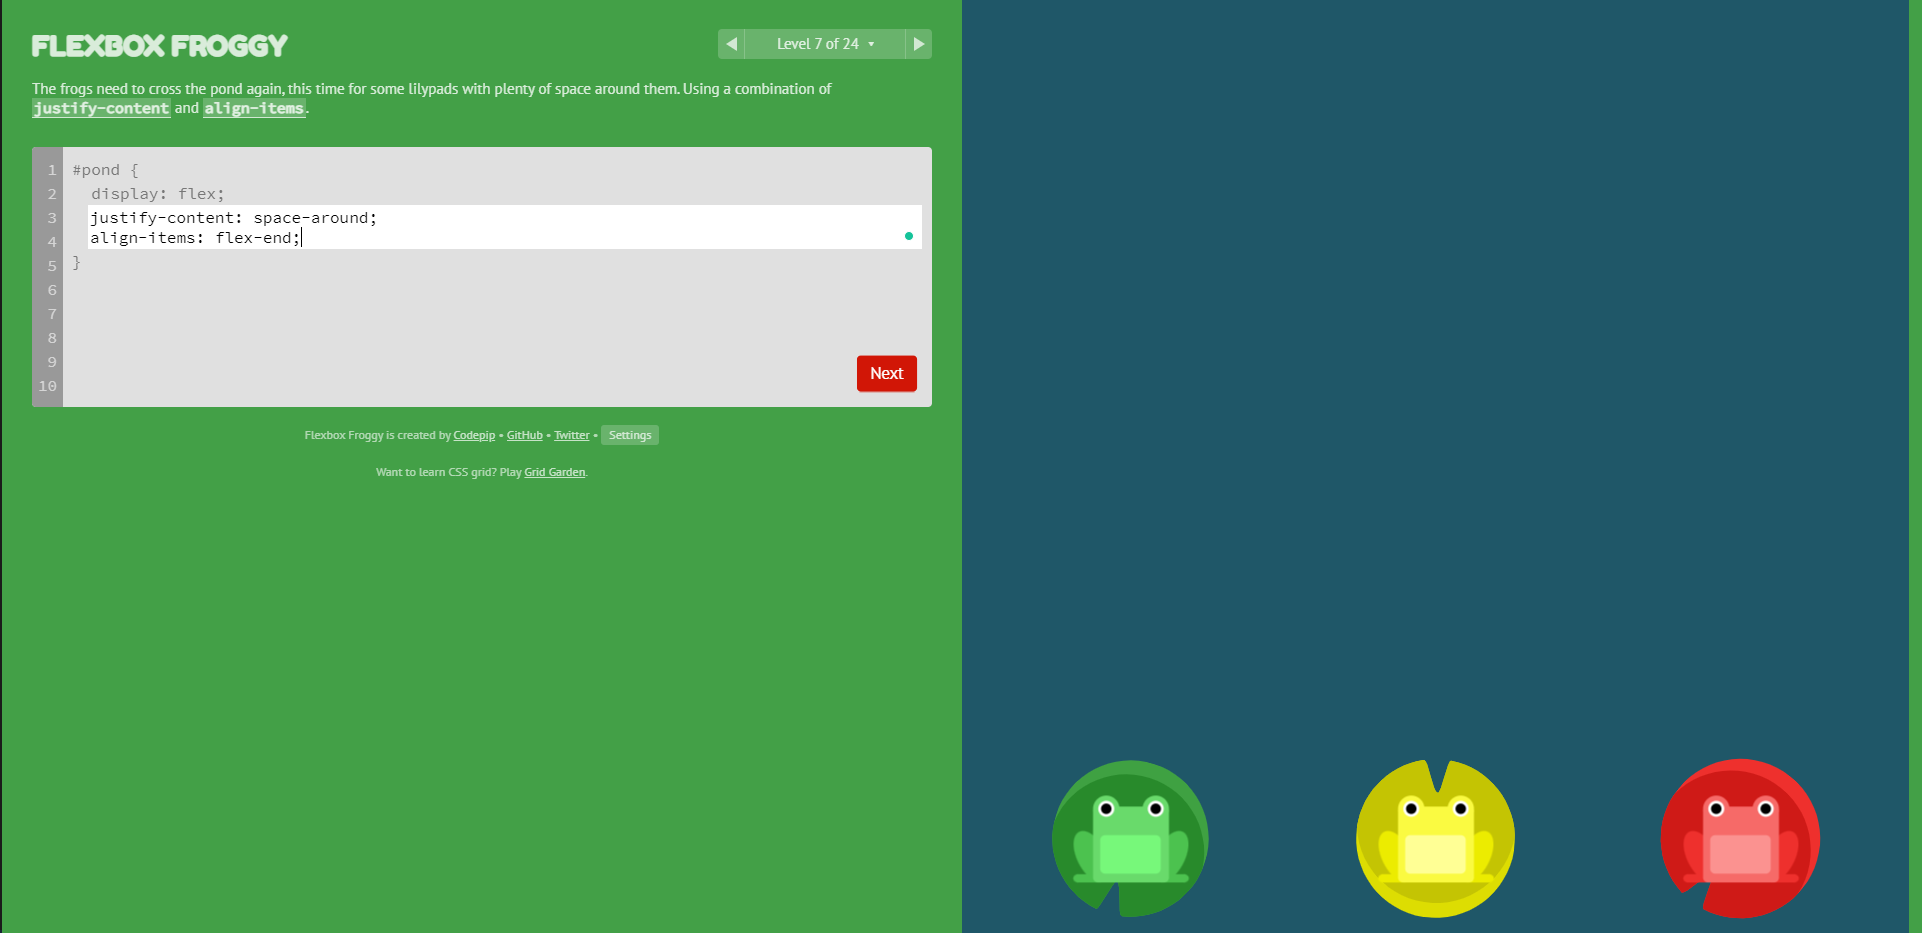 FLEXBOX FROGGY
◀ Level 7 of 24 ▾ ▶
The frogs need to cross the pond again, this time for some lilypads with plenty of space around them. Using a combination of
justify-content and align-items.
1 #pond {
2 display: flex;
3 justify-content: space-around;
4 align-items: flex-end;
5 }
6
7
8
9
10
Next
Flexbox Froggy is created by Codepip • GitHub • Twitter • Settings
Want to learn CSS grid? Play Grid Garden.